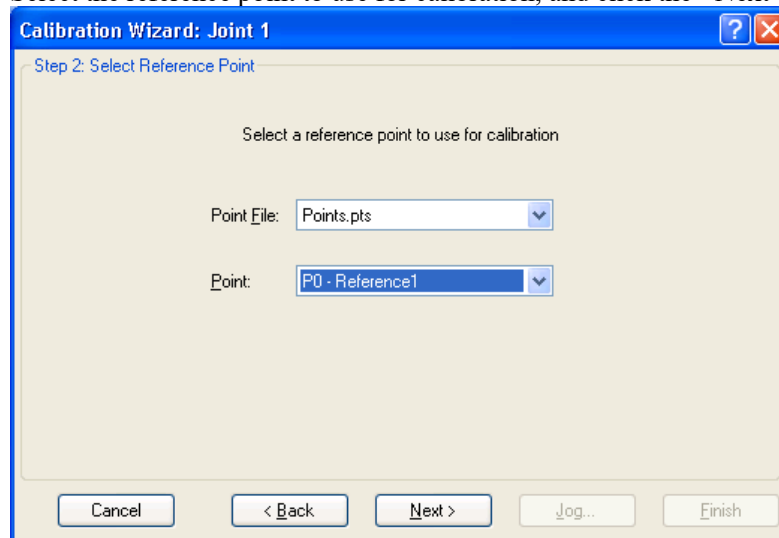 Calibration Wizard: Joint 1
Step 2: Select Reference Point
Select a reference point to use for calibration
Point File: Points.pts
Point: P0 - Reference1
Cancel < Back Next > Jog... Finish